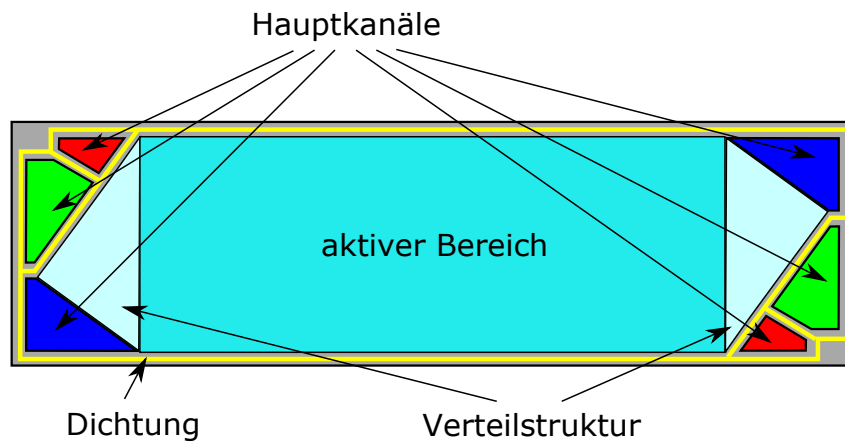 Hauptkanäle
aktiver Bereich
Dichtung
Verteilstruktur